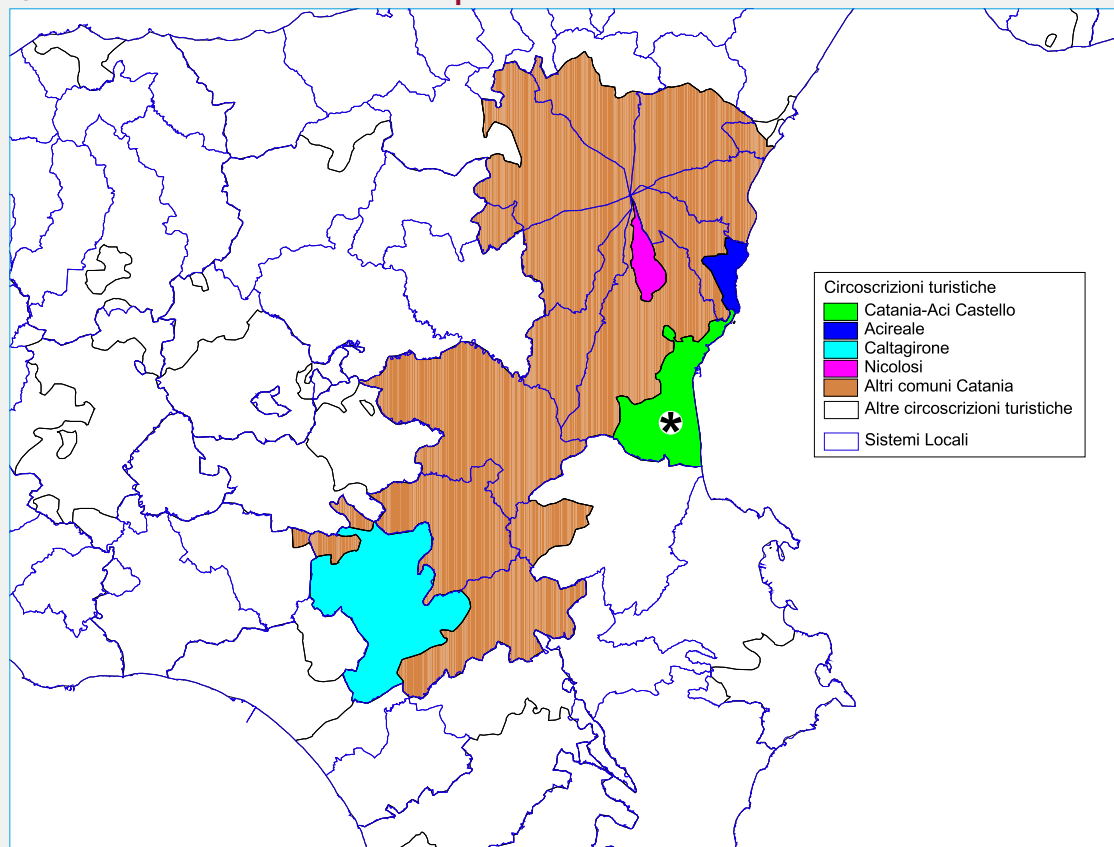 Circoscrizioni turistiche
Catania-Aci Castello
Acireale
Caltagirone
Nicolosi
Altri comuni Catania
Altre circoscrizioni turistiche
Sistemi Locali
*